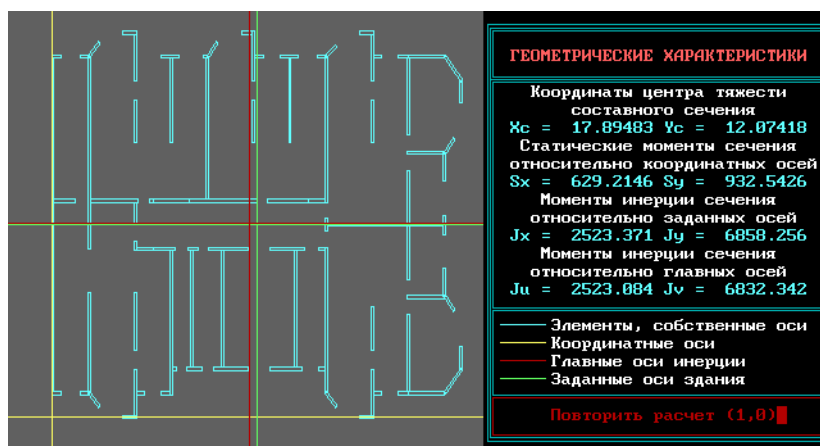 ГЕОМЕТРИЧЕСКИЕ ХАРАКТЕРИСТИКИ
Координаты центра тяжести
составного сечения
Xc = 17.89483 Yc = 12.07418
Статические моменты сечения
относительно координатных осей
Sx = 629.2146 Sy = 932.5426
Моменты инерции сечения
относительно заданных осей
Jx = 2523.371 Jy = 6858.256
Моменты инерции сечения
относительно главных осей
Ju = 2523.084 Jv = 6832.342
Элементы, собственные оси
Координатные оси
Главные оси инерции
Заданные оси здания
Повторить расчет (1,0)